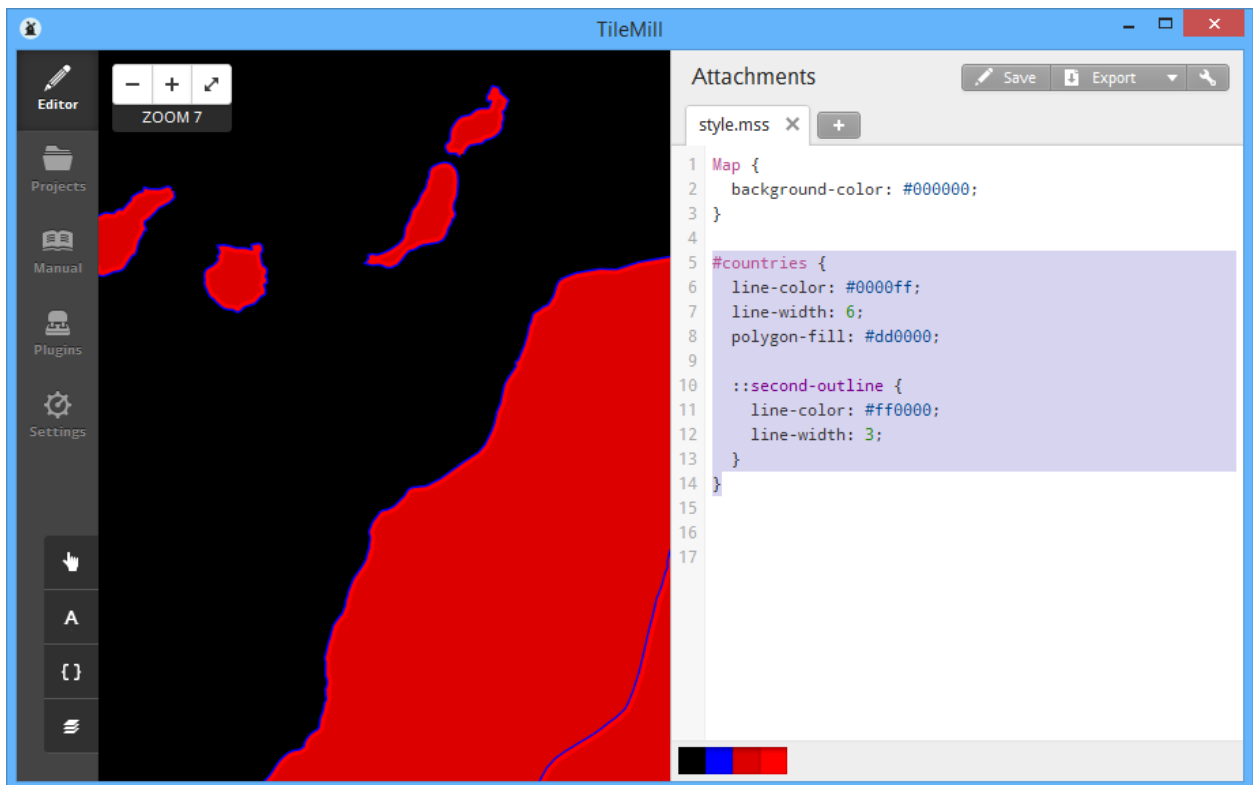 TileMill
Editor
Projects
Manual
Plugins
Settings
− +
ZOOM 7
A
{}
Attachments
Save
Export
style.mss ×
+
1 Map {
2   background-color: #000000;
3 }
4
5 #countries {
6   line-color: #0000ff;
7   line-width: 6;
8   polygon-fill: #dd0000;
9
10   ::second-outline {
11     line-color: #ff0000;
12     line-width: 3;
13   }
14 }
15
16
17